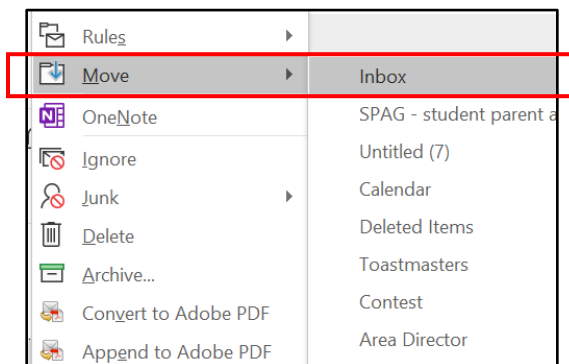 Rules
Move
OneNote
Ignore
Junk
Delete
Archive...
Convert to Adobe PDF
Append to Adobe PDF
Inbox
SPAG - student parent a
Untitled (7)
Calendar
Deleted Items
Toastmasters
Contest
Area Director